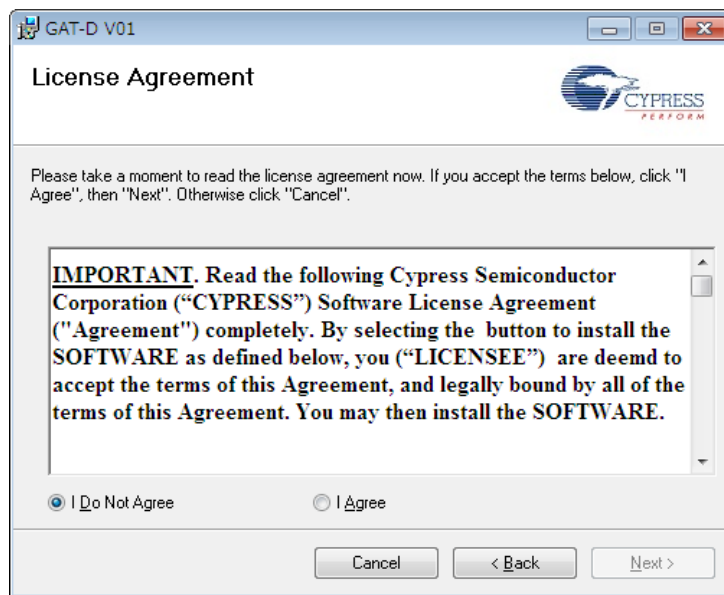 GAT-D V01
License Agreement
CYPRESS
PERFORM
Please take a moment to read the license agreement now. If you accept the terms below, click "I
Agree", then "Next". Otherwise click "Cancel".
IMPORTANT. Read the following Cypress Semiconductor
Corporation (“CYPRESS”) Software License Agreement
("Agreement") completely. By selecting the  button to install the
SOFTWARE as defined below, you (“LICENSEE”)  are deemd to
accept the terms of this Agreement, and legally bound by all of the
terms of this Agreement. You may then install the SOFTWARE.
I Do Not Agree
I Agree
Cancel
< Back
Next >